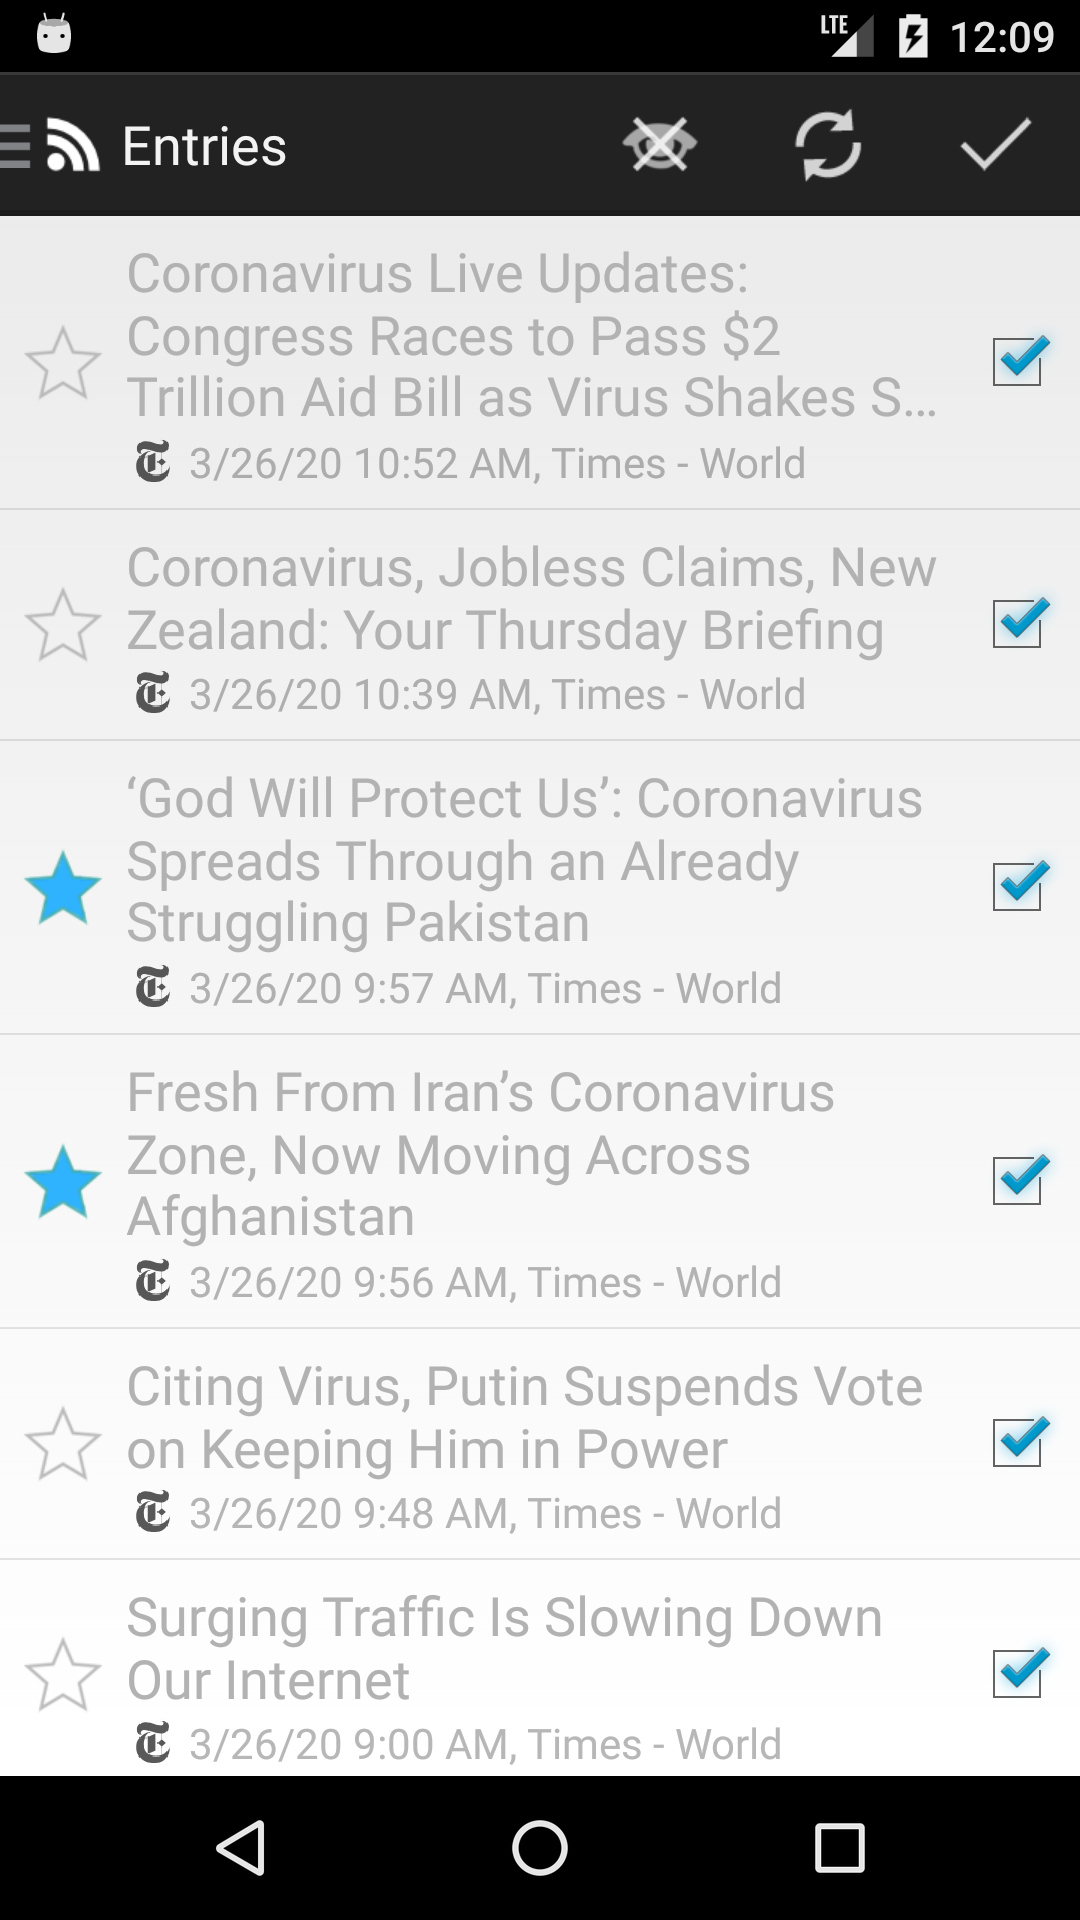 LTE 12:09
Entries
Coronavirus Live Updates:
Congress Races to Pass $2
Trillion Aid Bill as Virus Shakes S…
3/26/20 10:52 AM, Times - World
Coronavirus, Jobless Claims, New
Zealand: Your Thursday Briefing
3/26/20 10:39 AM, Times - World
‘God Will Protect Us’: Coronavirus
Spreads Through an Already
Struggling Pakistan
3/26/20 9:57 AM, Times - World
Fresh From Iran’s Coronavirus
Zone, Now Moving Across
Afghanistan
3/26/20 9:56 AM, Times - World
Citing Virus, Putin Suspends Vote
on Keeping Him in Power
3/26/20 9:48 AM, Times - World
Surging Traffic Is Slowing Down
Our Internet
3/26/20 9:00 AM, Times - World